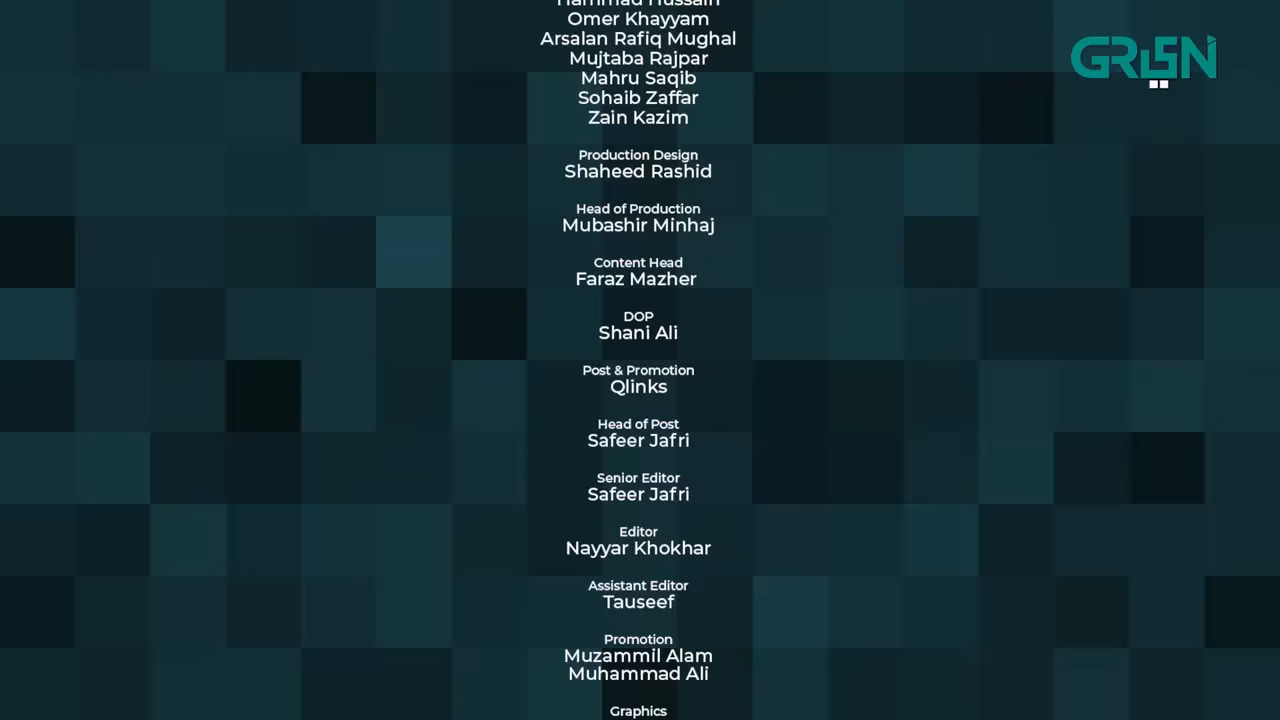 Hammad Hussain
Omer Khayyam
Arsalan Rafiq Mughal
Mujtaba Rajpar
Mahru Saqib
Sohaib Zaffar
Zain Kazim
Production Design
Shaheed Rashid
Head of Production
Mubashir Minhaj
Content Head
Faraz Mazher
DOP
Shani Ali
Post & Promotion
Qlinks
Head of Post
Safeer Jafri
Senior Editor
Safeer Jafri
Editor
Nayyar Khokhar
Assistant Editor
Tauseef
Promotion
Muzammil Alam
Muhammad Ali
Graphics